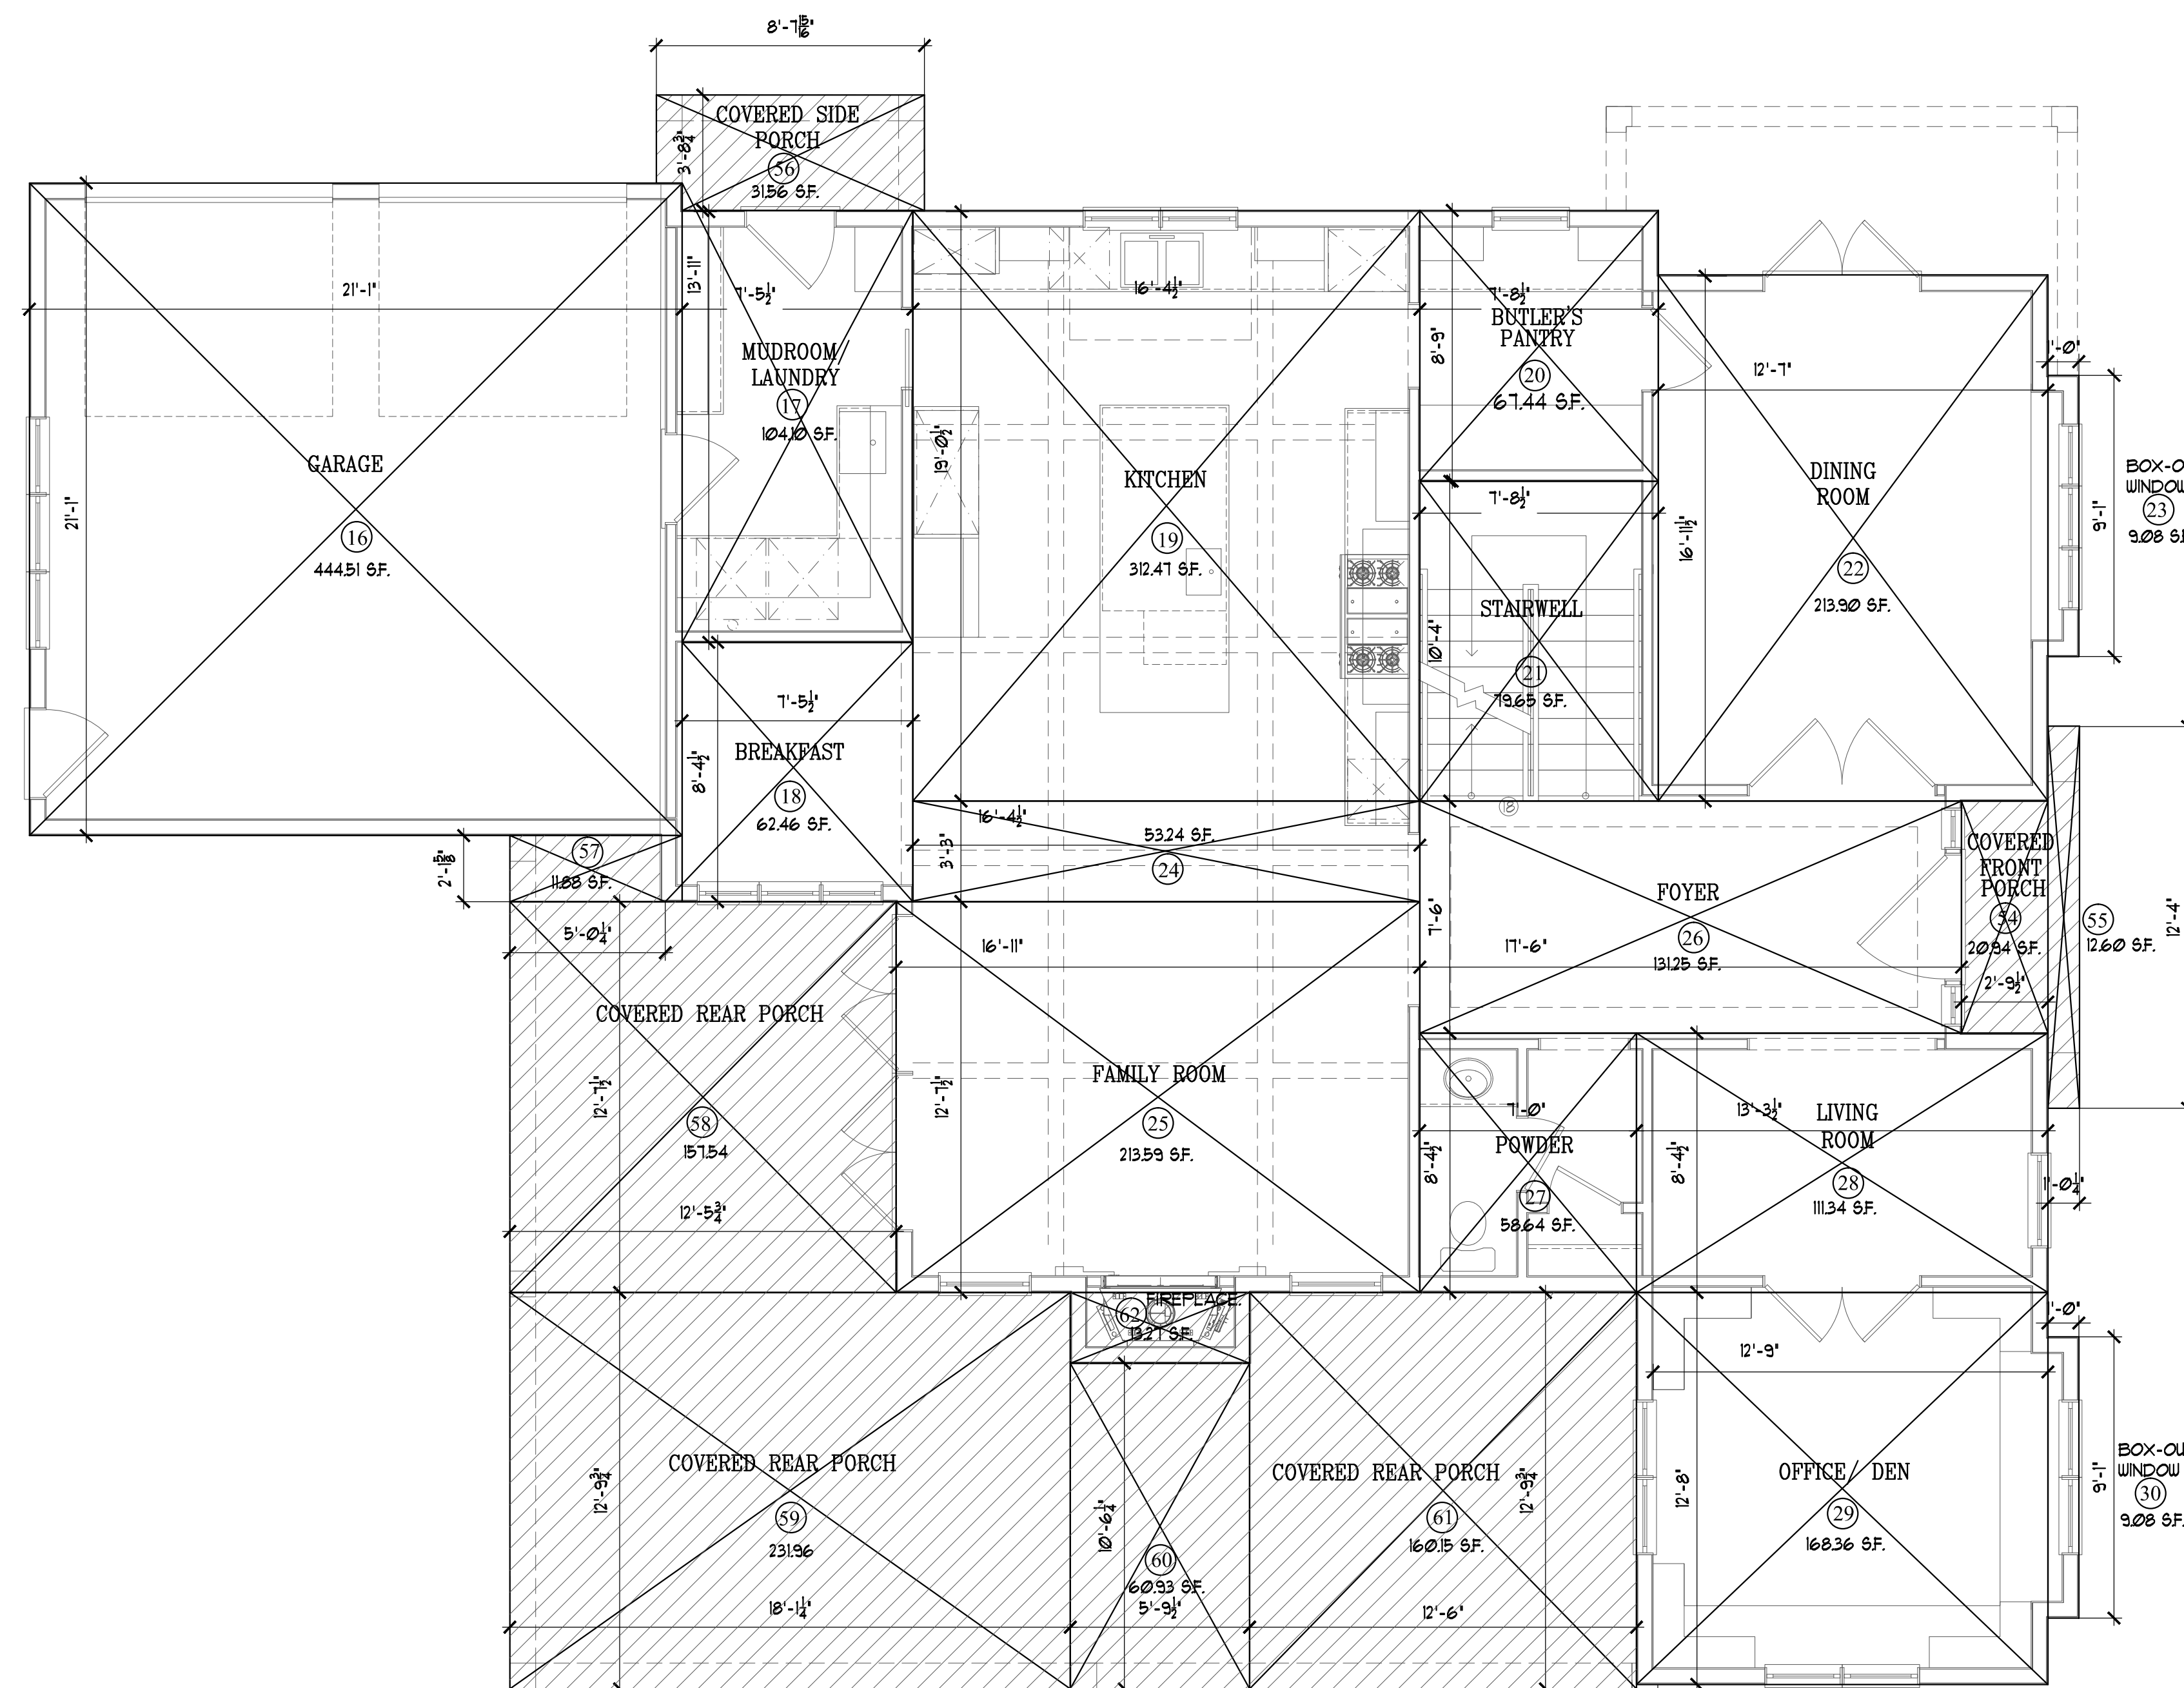 8'-7 15/16"
COVERED SIDE
PORCH
56
31.56 S.F.
3'-8 3/4"
21'-1"
21'-1"
GARAGE
16
444.51 S.F.
13'-11"
7'-5 1/2"
MUDROOM/
LAUNDRY
17
104.10 S.F.
16'-4 1/2"
19'-0 1/2"
KITCHEN
19
312.47 S.F.
7'-8 1/2"
BUTLER'S
PANTRY
20
67.44 S.F.
8'-9"
7'-8 1/2"
STAIRWELL
10'-4"
21
79.65 S.F.
18
12'-7"
16'-11 1/2"
DINING
ROOM
22
213.90 S.F.
1'-0"
9'-1"
BOX-O
WINDOW
23
9.08 S.F
7'-5 1/2"
8'-4 1/2"
BREAKFAST
18
62.46 S.F.
16'-4 1/2"
53.24 S.F.
3'-3"
24
2'-1 5/8"
57
11.88 S.F.
5'-0 1/4"
COVERED
FRONT
PORCH
54
20.94 S.F.
2'-9 1/2"
55
12.60 S.F.
12'-4"
7'-6"
FOYER
26
131.25 S.F.
17'-6"
16'-11"
COVERED REAR PORCH
12'-7 1/2"
58
157.54
12'-5 3/4"
12'-7 1/2"
FAMILY ROOM
25
213.59 S.F.
7'-0"
POWDER
8'-4 1/2"
27
58.64 S.F.
13'-3 1/2"
LIVING
ROOM
8'-4 1/2"
28
111.34 S.F.
1'-0 1/4"
FIREPLACE.
62
13.27 S.F.
1'-0"
12'-9"
COVERED REAR PORCH
12'-9 3/4"
59
231.96
18'-1 1/4"
10'-6 1/4"
60
60.93 S.F.
5'-9 1/2"
COVERED REAR PORCH
12'-9 3/4"
61
160.15 S.F.
12'-6"
OFFICE/ DEN
12'-8"
29
168.36 S.F.
9'-1"
BOX-OU
WINDOW
30
9.08 S.F.